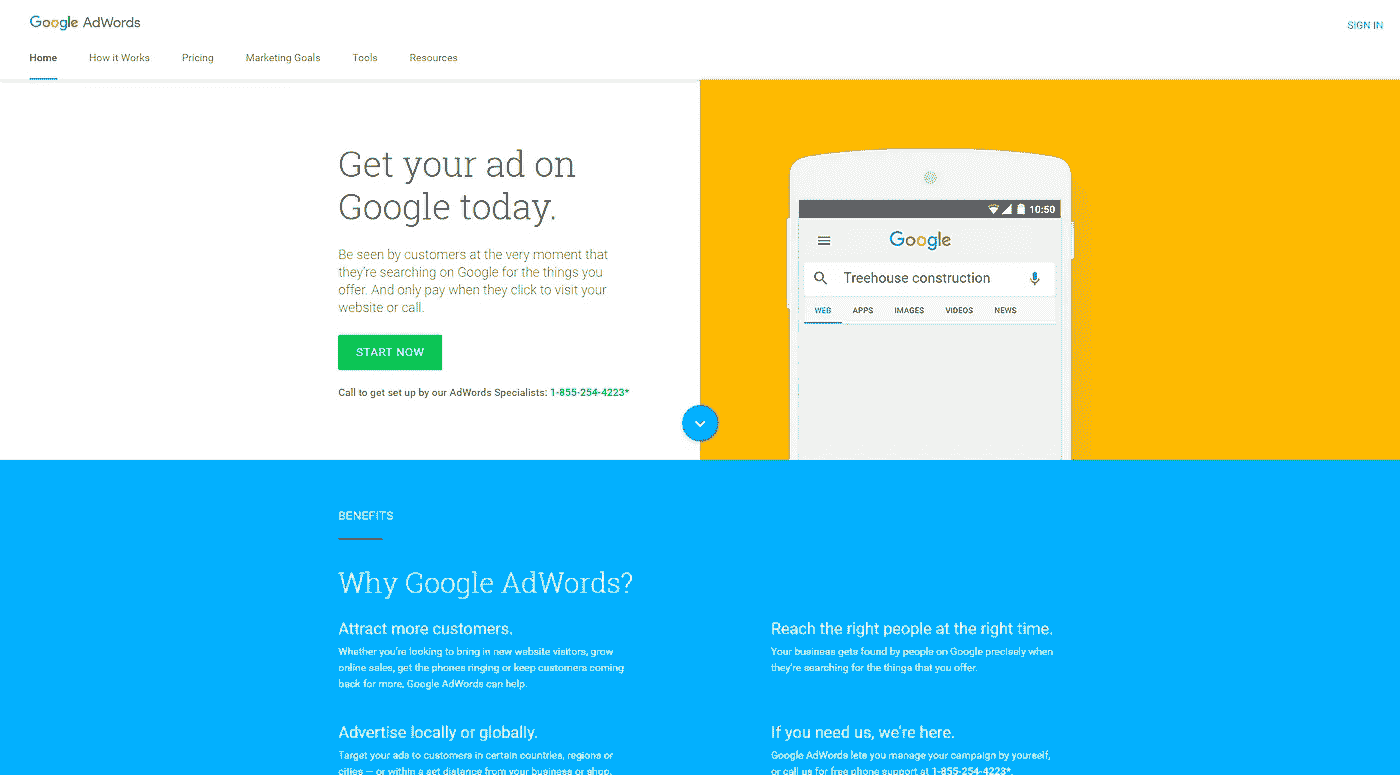 Google AdWords
SIGN IN
Home How it Works Pricing Marketing Goals Tools Resources
Get your ad on
Google today.
Be seen by customers at the very moment that
they're searching on Google for the things you
offer. And only pay when they click to visit your
website or call.
START NOW
Call to get set up by our AdWords Specialists: 1-855-254-4223*
10:50
Google
Treehouse construction
WEB APPS IMAGES VIDEOS NEWS
BENEFITS
Why Google AdWords?
Attract more customers.
Whether you're looking to bring in new website visitors, grow
online sales, get the phones ringing or keep customers coming
back for more, Google AdWords can help.
Reach the right people at the right time.
Your business gets found by people on Google precisely when
they're searching for the things that you offer.
Advertise locally or globally.
Target your ads to customers in certain countries, regions or
cities — or within a set distance from your business or shop.
If you need us, we're here.
Google AdWords lets you manage your campaign by yourself,
or call us for free phone support at 1-855-254-4223*.